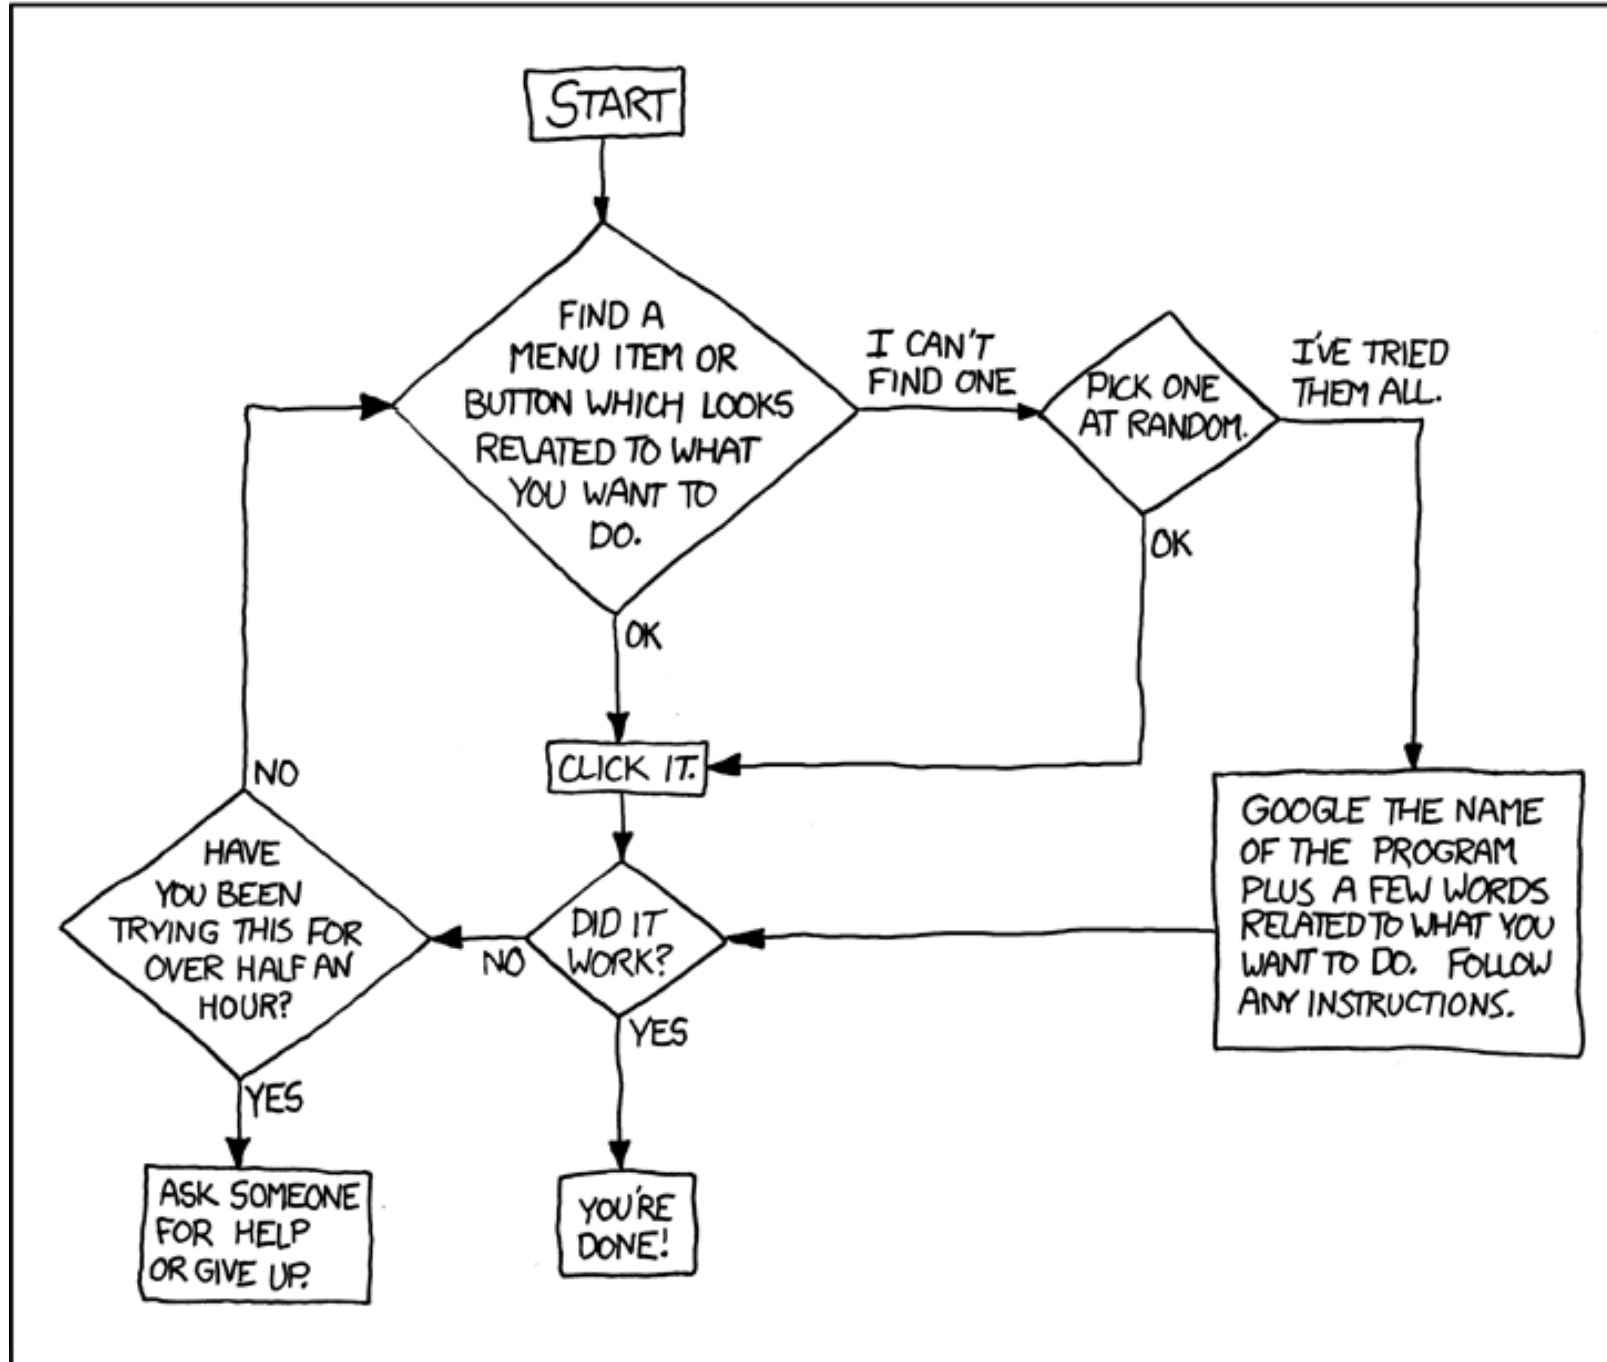 START
FIND A
MENU ITEM OR
BUTTON WHICH LOOKS
RELATED TO WHAT
YOU WANT TO
DO.
I CAN'T
FIND ONE
PICK ONE
AT RANDOM.
I'VE TRIED
THEM ALL.
OK
OK
CLICK IT.
NO
HAVE
YOU BEEN
TRYING THIS FOR
OVER HALF AN
HOUR?
NO
DID IT
WORK?
GOOGLE THE NAME
OF THE PROGRAM
PLUS A FEW WORDS
RELATED TO WHAT YOU
WANT TO DO. FOLLOW
ANY INSTRUCTIONS.
YES
YES
ASK SOMEONE
FOR HELP
OR GIVE UP.
YOU'RE
DONE!